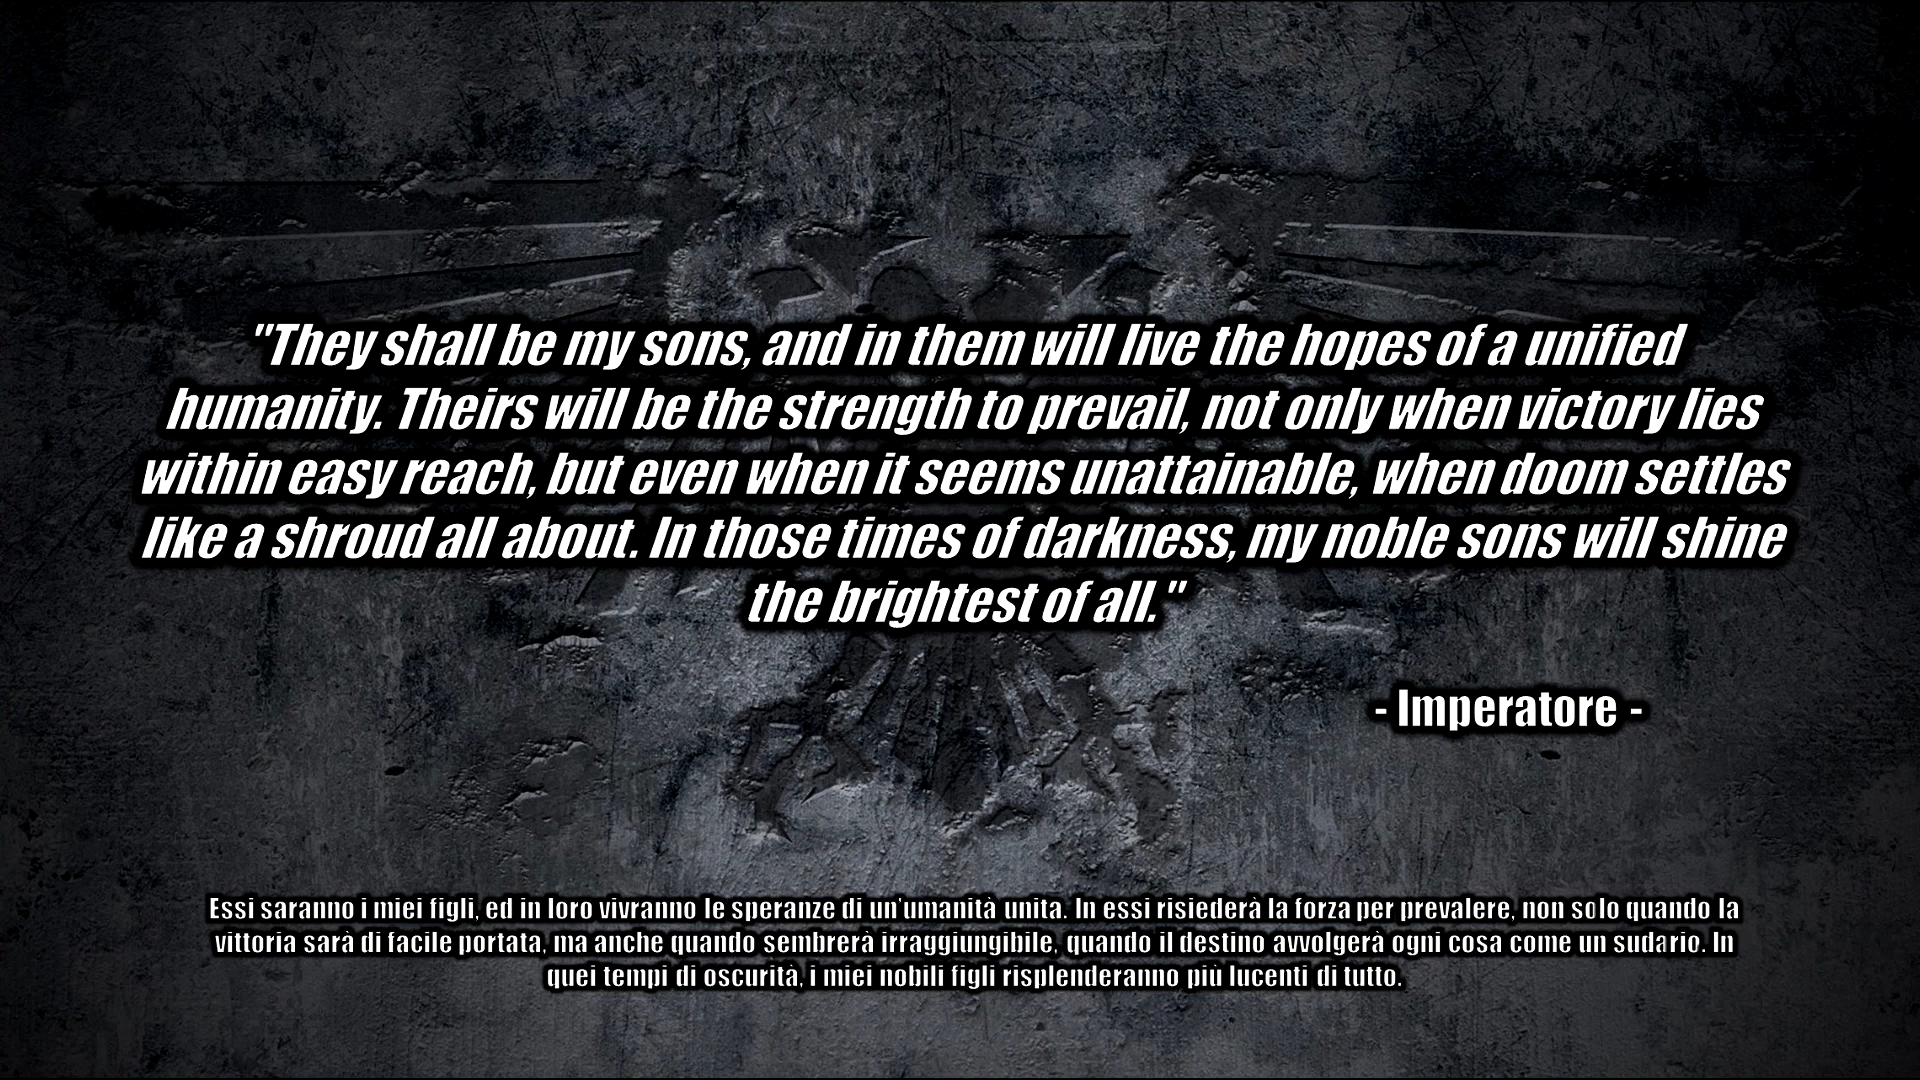 "They shall be my sons, and in them will live the hopes of a unified
humanity. Theirs will be the strength to prevail, not only when victory lies
within easy reach, but even when it seems unattainable, when doom settles
like a shroud all about. In those times of darkness, my noble sons will shine
the brightest of all."
- Imperatore -
Essi saranno i miei figli, ed in loro vivranno le speranze di un'umanità unita. In essi risiederà la forza per prevalere, non solo quando la
vittoria sarà di facile portata, ma anche quando sembrerà irraggiungibile, quando il destino avvolgerà ogni cosa come un sudario. In
quei tempi di oscurità, i miei nobili figli risplenderanno più lucenti di tutto.